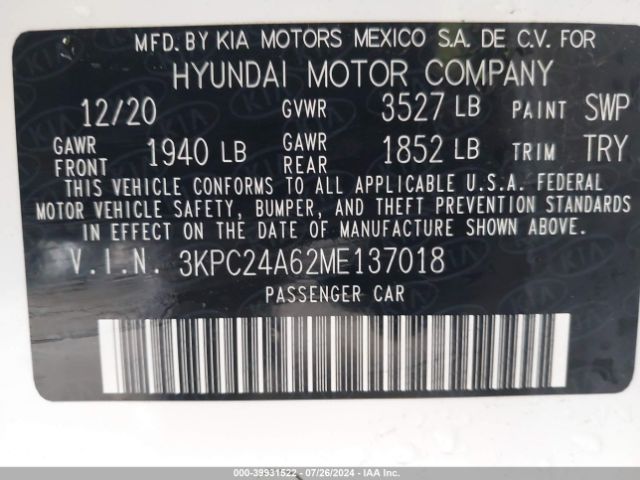 MFD. BY KIA MOTORS MEXICO S.A. DE C.V. FOR
HYUNDAI MOTOR COMPANY
12/20 GVWR 3527 LB PAINT SWP
GAWR FRONT 1940 LB GAWR REAR 1852 LB TRIM TRY
THIS VEHICLE CONFORMS TO ALL APPLICABLE U.S.A. FEDERAL
MOTOR VEHICLE SAFETY, BUMPER, AND THEFT PREVENTION STANDARDS
IN EFFECT ON THE DATE OF MANUFACTURE SHOWN ABOVE.
V.I.N. 3KPC24A62ME137018
PASSENGER CAR
000-39931522 - 07/26/2024 - IAAI.COM